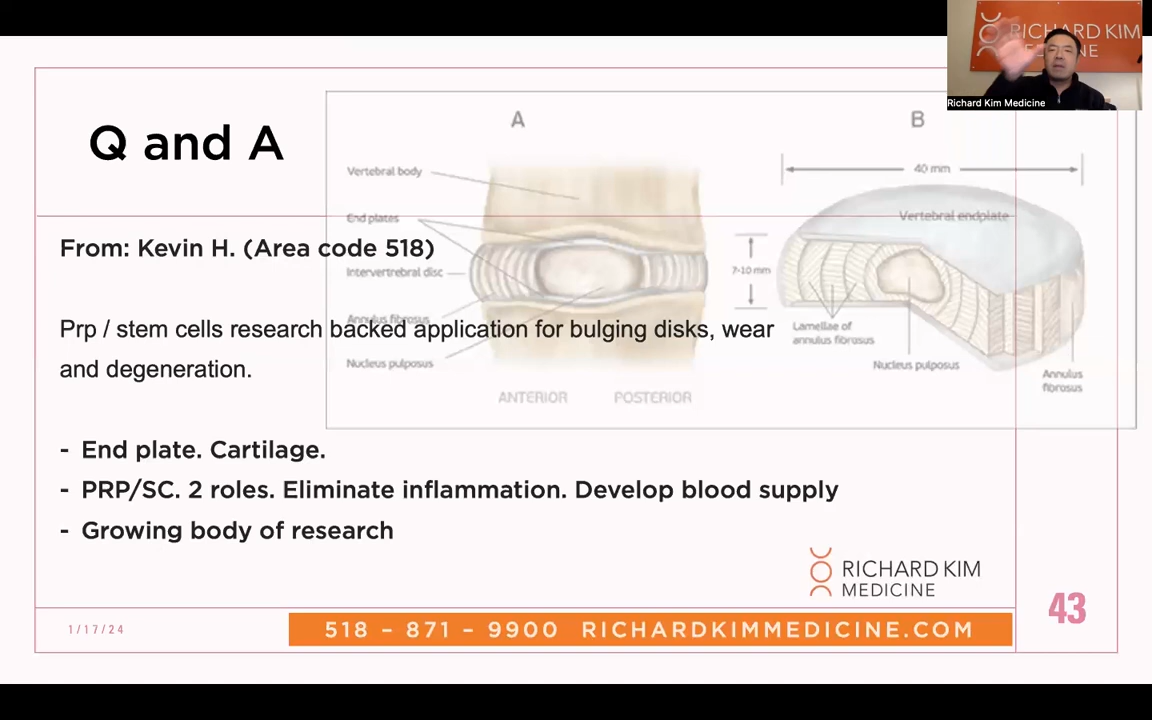 RICHARD KIM
MEDICINE
Richard Kim Medicine
Q and A
A
B
Vertebral body
40 mm
End plates
Vertebral endplate
From: Kevin H. (Area code 518)
Intervertebral disc
7-10 mm
Annulus fibrosus
Prp / stem cells research backed application for bulging disks, wear
and degeneration.
Lamellae of
annulus fibrosus
Nucleus pulposus
Nucleus pulposus
Annulus
fibrosus
ANTERIOR
POSTERIOR
- End plate. Cartilage.
- PRP/SC. 2 roles. Eliminate inflammation. Develop blood supply
- Growing body of research
RICHARD KIM
MEDICINE
43
1/17/24
518 – 871 – 9900 RICHARDKIMMEDICINE.COM